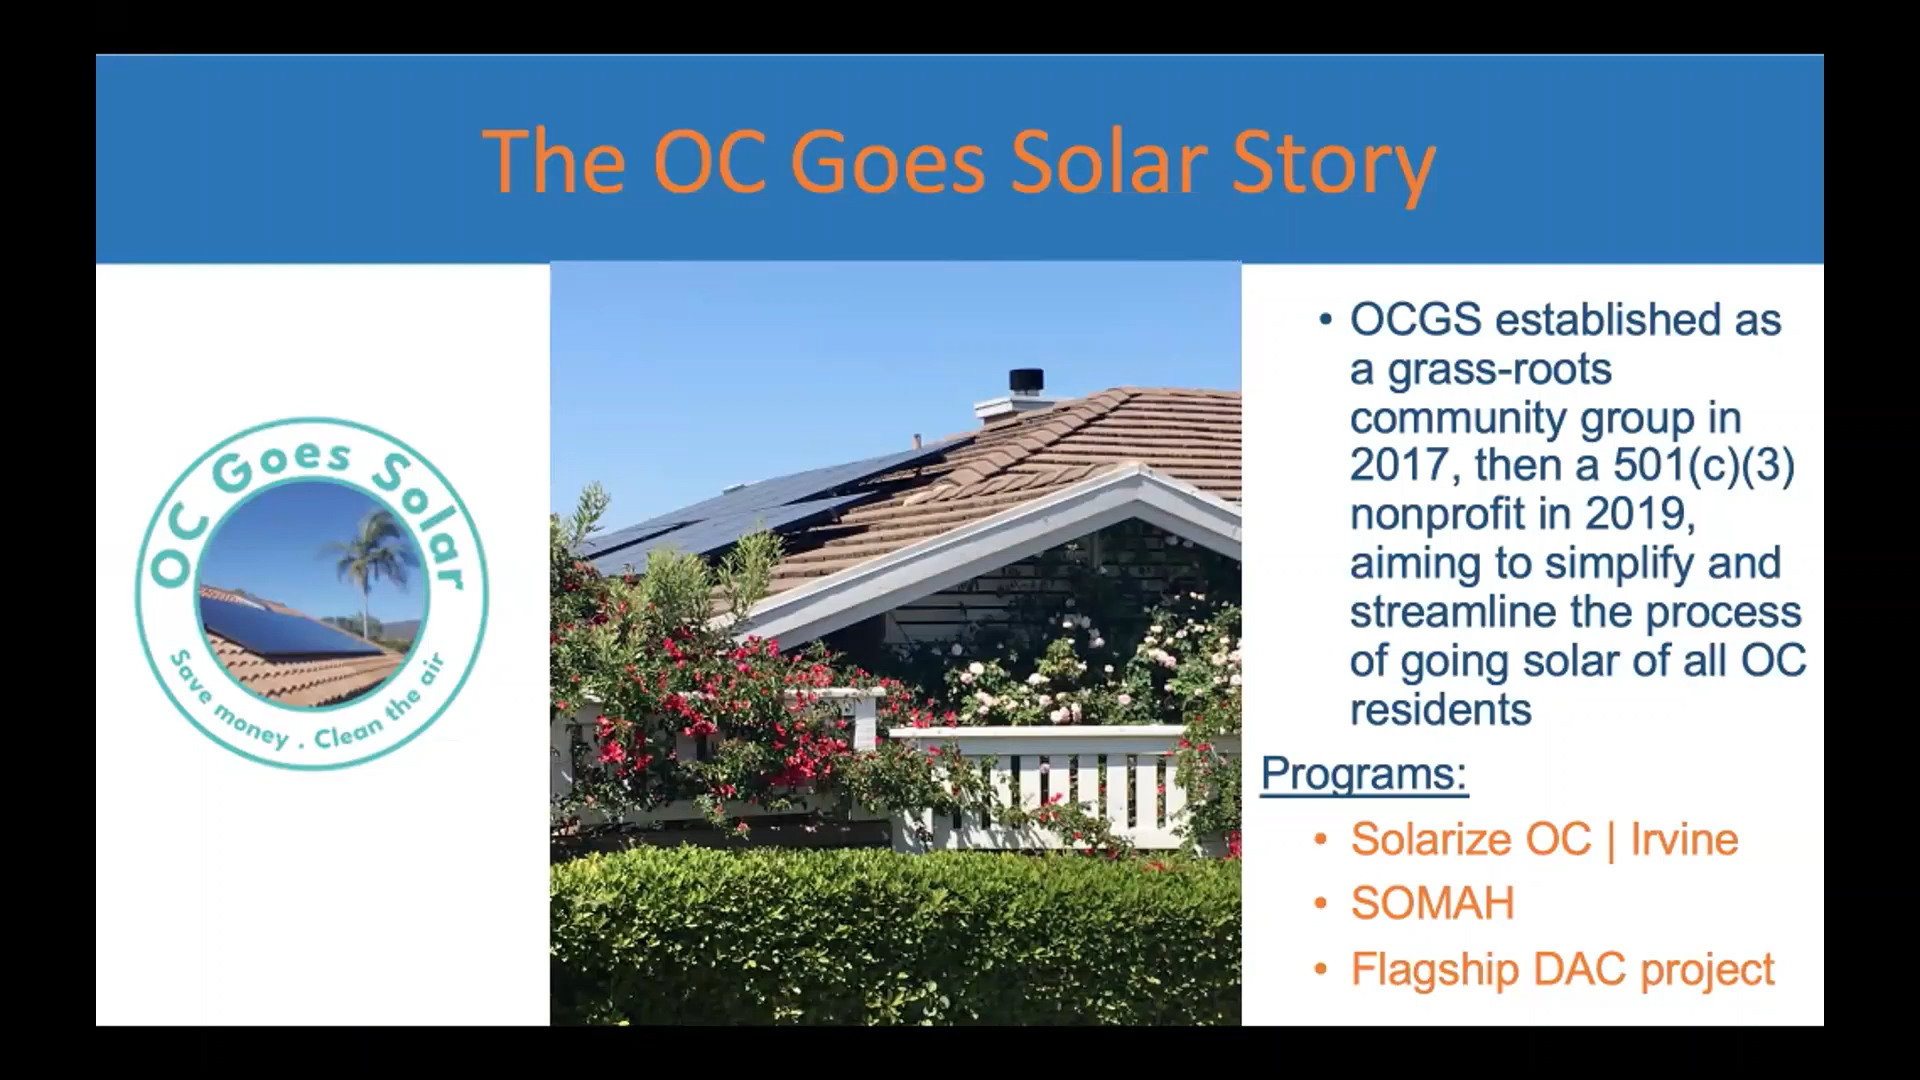 The OC Goes Solar Story
OC Goes Solar
Save money . Clean the air
• OCGS established as
a grass-roots
community group in
2017, then a 501(c)(3)
nonprofit in 2019,
aiming to simplify and
streamline the process
of going solar of all OC
residents
Programs:
• Solarize OC | Irvine
• SOMAH
• Flagship DAC project